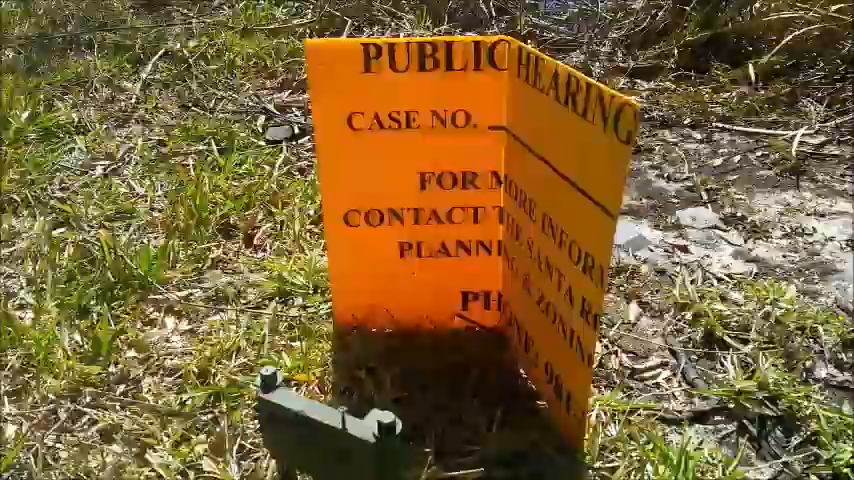 PUBLIC HEARING
CASE NO.
FOR MORE INFORM
CONTACT THE SANTA R
PLANNING & ZONIN
PHONE: 981-